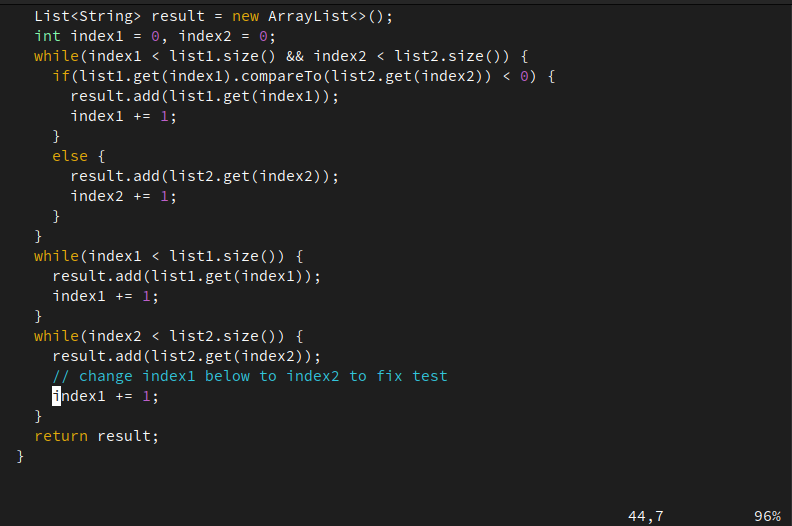 List<String> result = new ArrayList<>();
int index1 = 0, index2 = 0;
while(index1 < list1.size() && index2 < list2.size()) {
if(list1.get(index1).compareTo(list2.get(index2)) < 0) {
result.add(list1.get(index1));
index1 += 1;
}
else {
result.add(list2.get(index2));
index2 += 1;
}
}
while(index1 < list1.size()) {
result.add(list1.get(index1));
index1 += 1;
}
while(index2 < list2.size()) {
result.add(list2.get(index2));
// change index1 below to index2 to fix test
index1 += 1;
}
return result;
}
44,7 96%